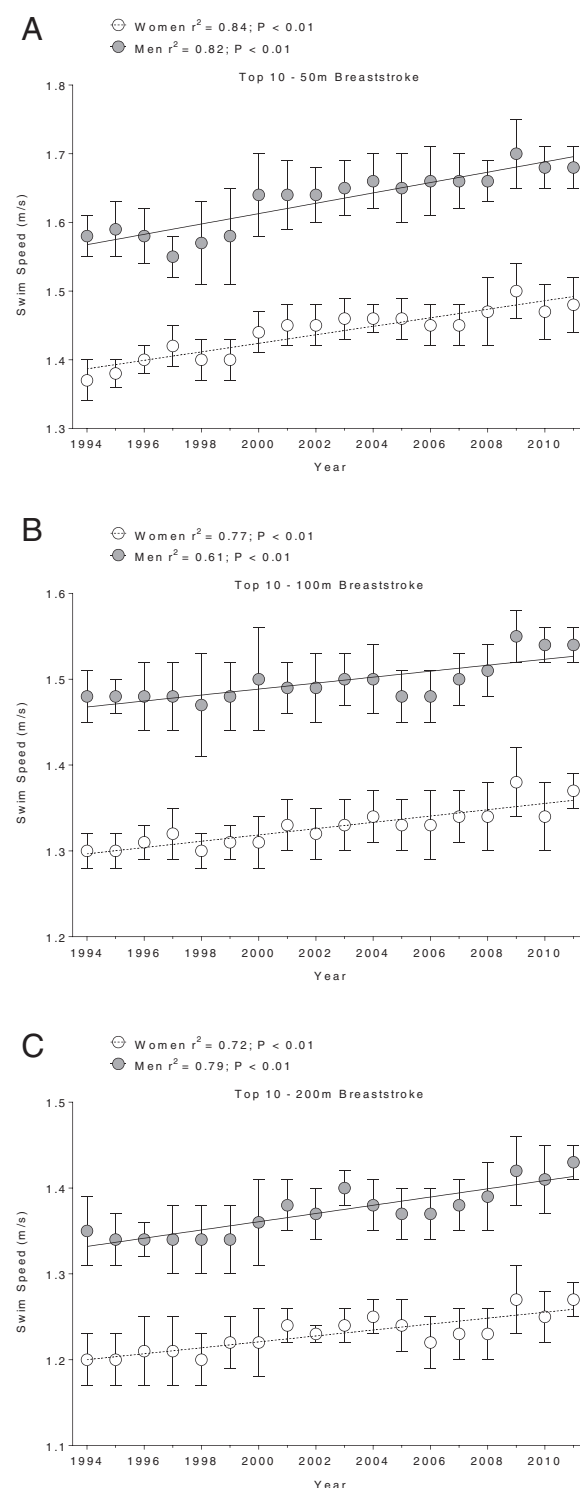 A
Women r² = 0.84; P < 0.01
Men r² = 0.82; P < 0.01
Top 10 - 50m Breaststroke
1.8
1.7
1.6
1.5
1.4
1.3
Swim Speed (m/s)
1994 1996 1998 2000 2002 2004 2006 2008 2010
Year
B
Women r² = 0.77; P < 0.01
Men r² = 0.61; P < 0.01
Top 10 - 100m Breaststroke
1.6
1.5
1.4
1.3
1.2
Swim Speed (m/s)
1994 1996 1998 2000 2002 2004 2006 2008 2010
Year
C
Women r² = 0.72; P < 0.01
Men r² = 0.79; P < 0.01
Top 10 - 200m Breaststroke
1.5
1.4
1.3
1.2
1.1
Swim Speed (m/s)
1994 1996 1998 2000 2002 2004 2006 2008 2010
Year